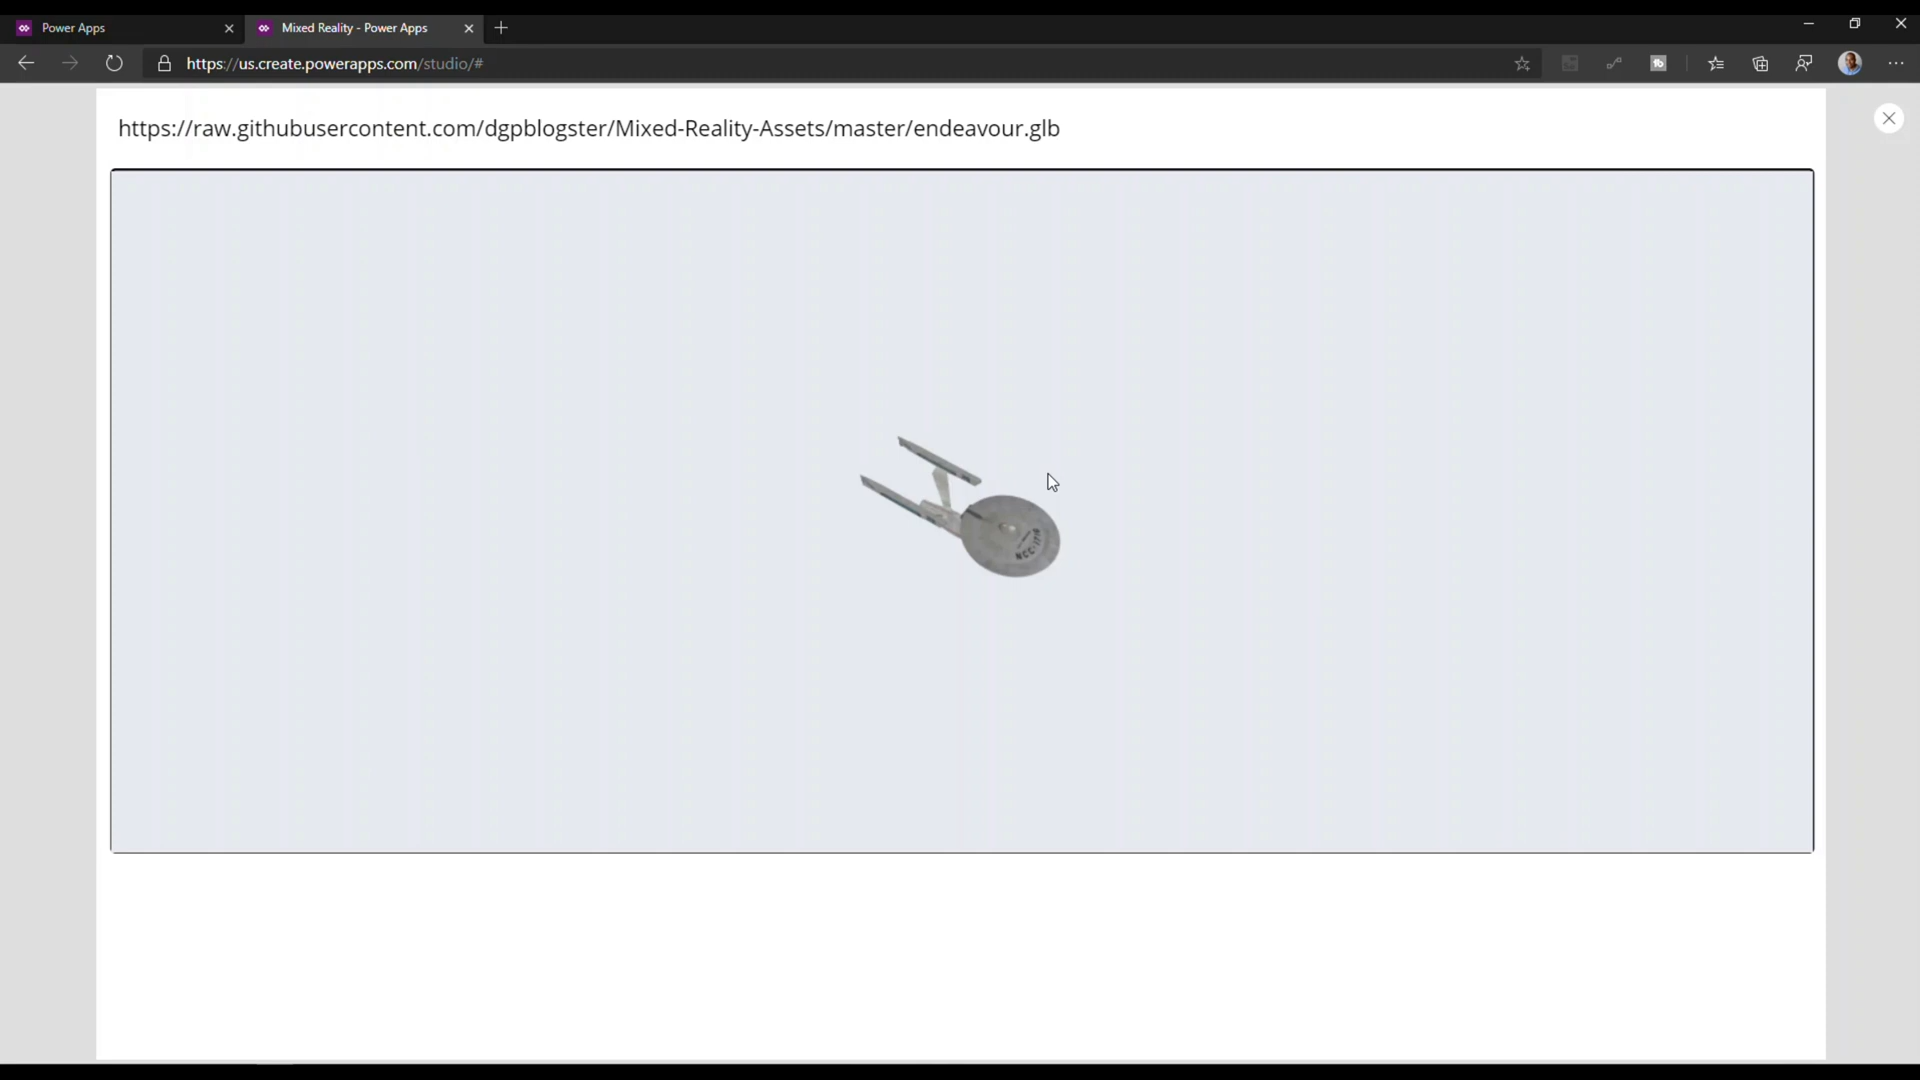 Power Apps
Mixed Reality - Power Apps
https://us.create.powerapps.com/studio/#
https://raw.githubusercontent.com/dgpblogster/Mixed-Reality-Assets/master/endeavour.glb